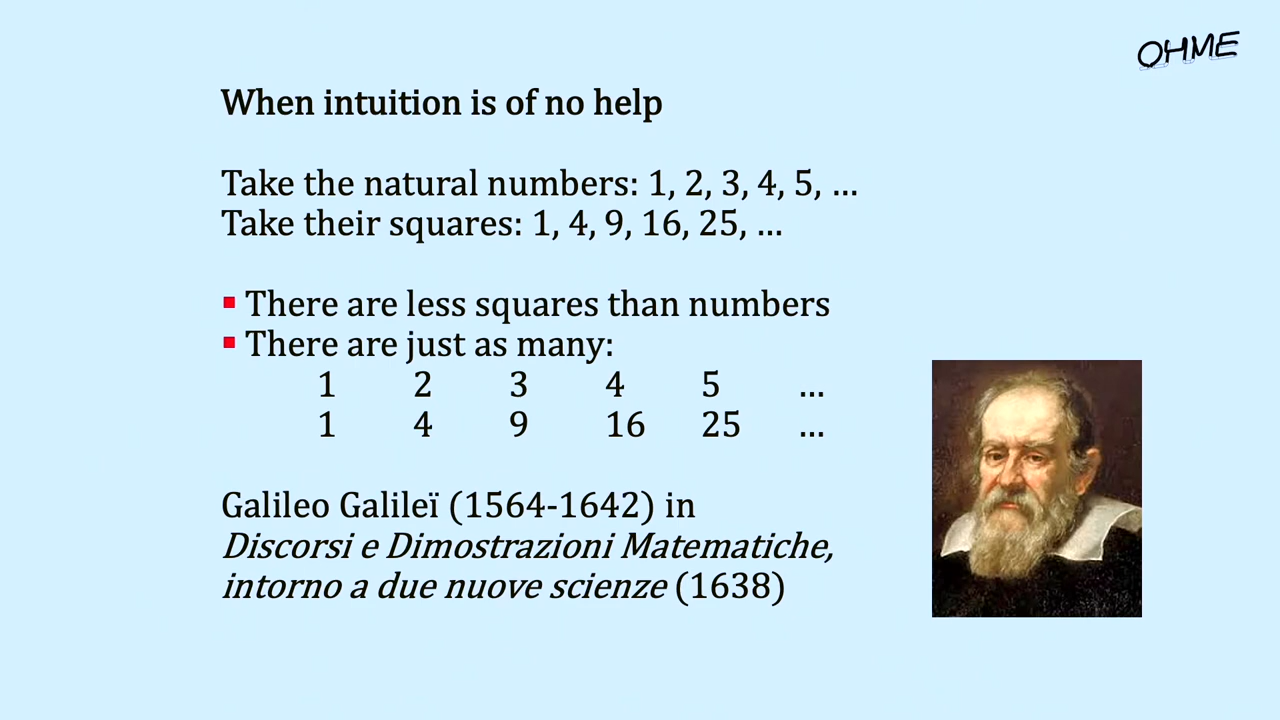 OHME
When intuition is of no help
Take the natural numbers: 1, 2, 3, 4, 5, ...
Take their squares: 1, 4, 9, 16, 25, ...
▪ There are less squares than numbers
▪ There are just as many:
1 2 3 4 5 ...
1 4 9 16 25 ...
Galileo Galileï (1564-1642) in
Discorsi e Dimostrazioni Matematiche,
intorno a due nuove scienze (1638)